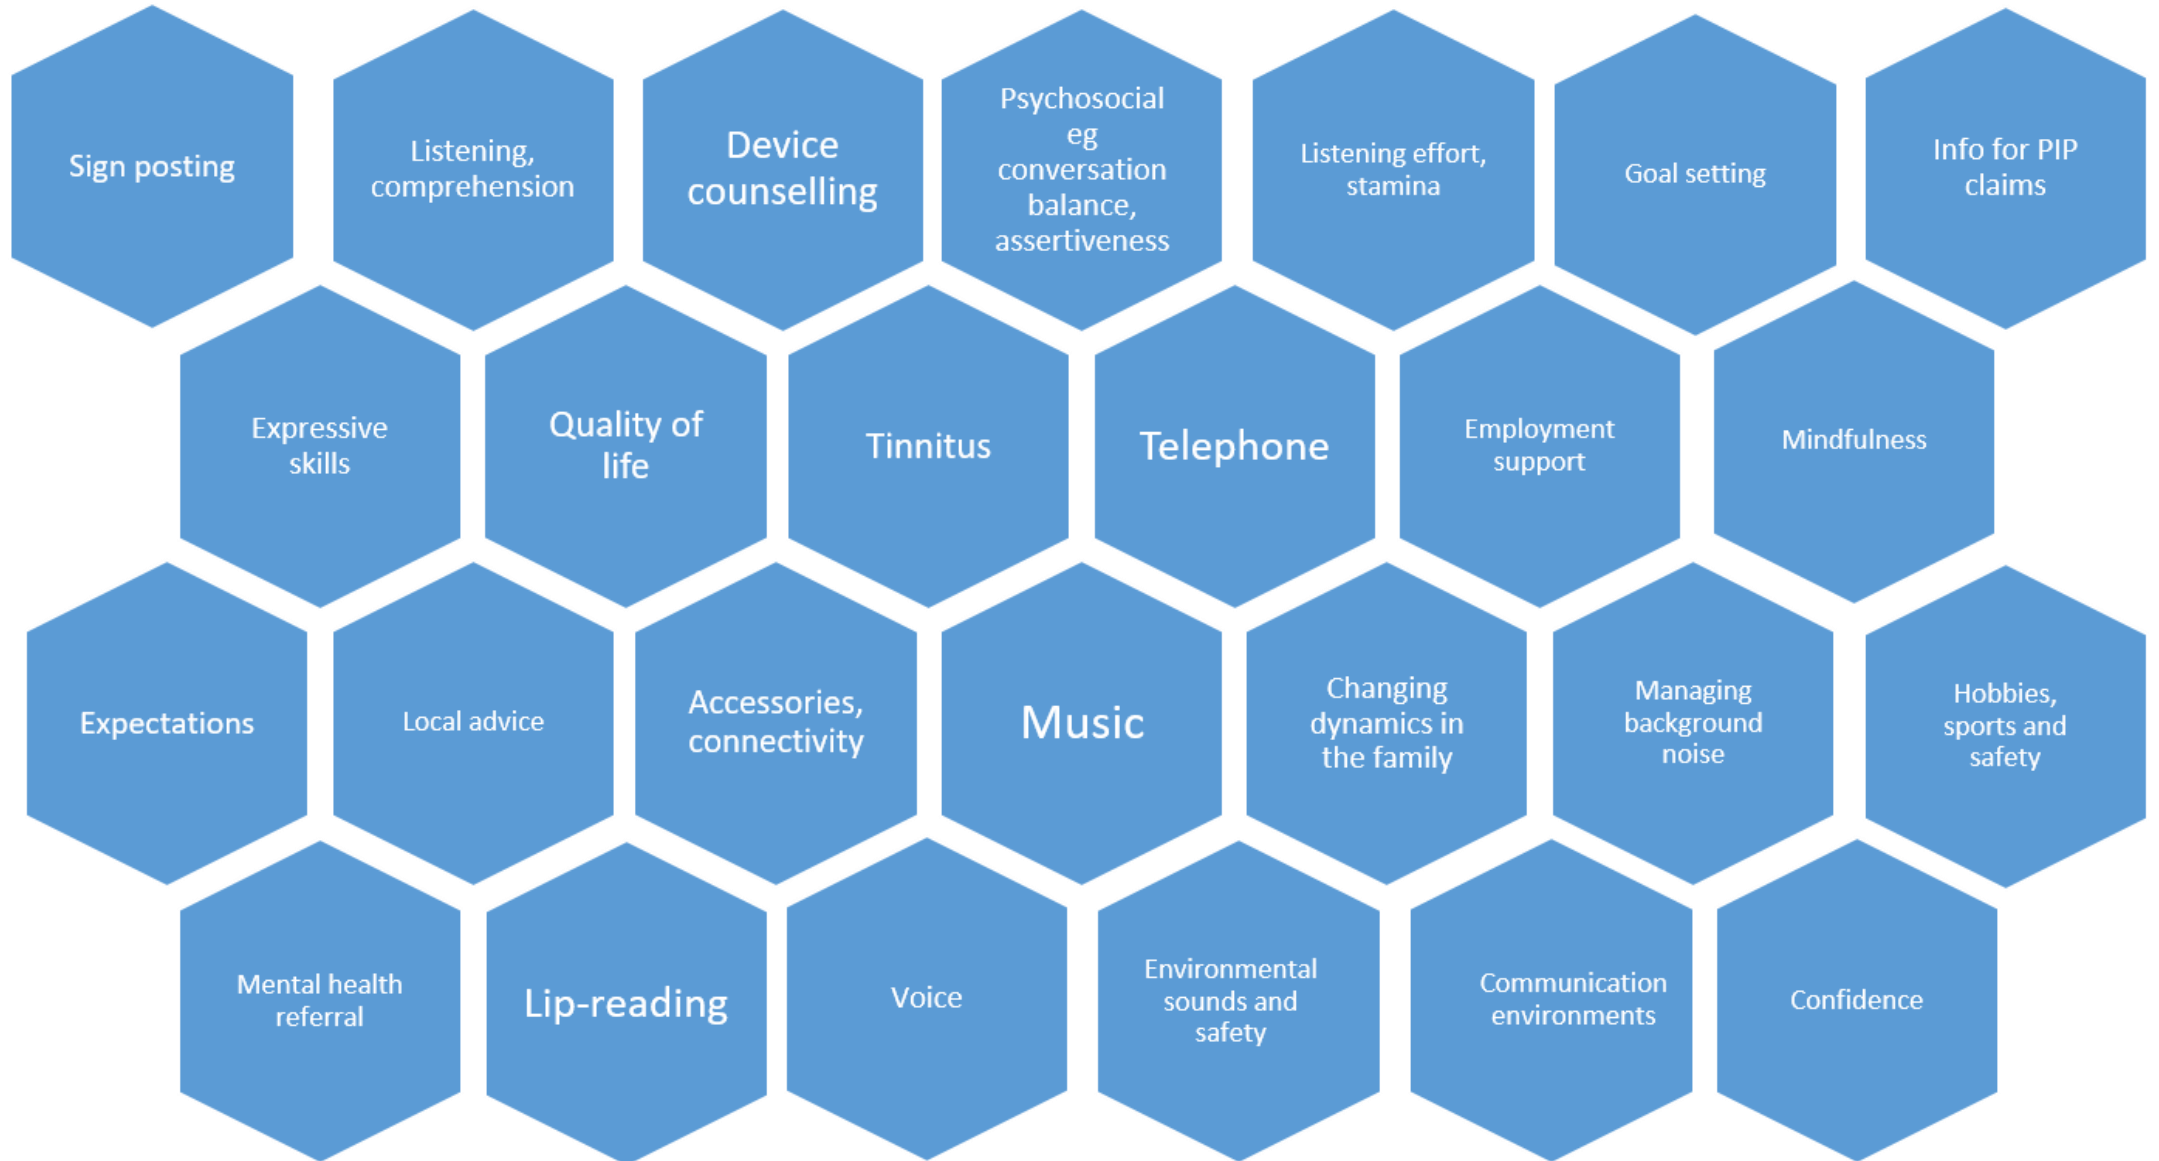 Sign posting
Listening,
comprehension
Device
counselling
Psychosocial
eg
conversation
balance,
assertiveness
Listening effort,
stamina
Goal setting
Info for PIP
claims
Expressive
skills
Quality of
life
Tinnitus
Telephone
Employment
support
Mindfulness
Expectations
Local advice
Accessories,
connectivity
Music
Changing
dynamics in
the family
Managing
background
noise
Hobbies,
sports and
safety
Mental health
referral
Lip-reading
Voice
Environmental
sounds and
safety
Communication
environments
Confidence